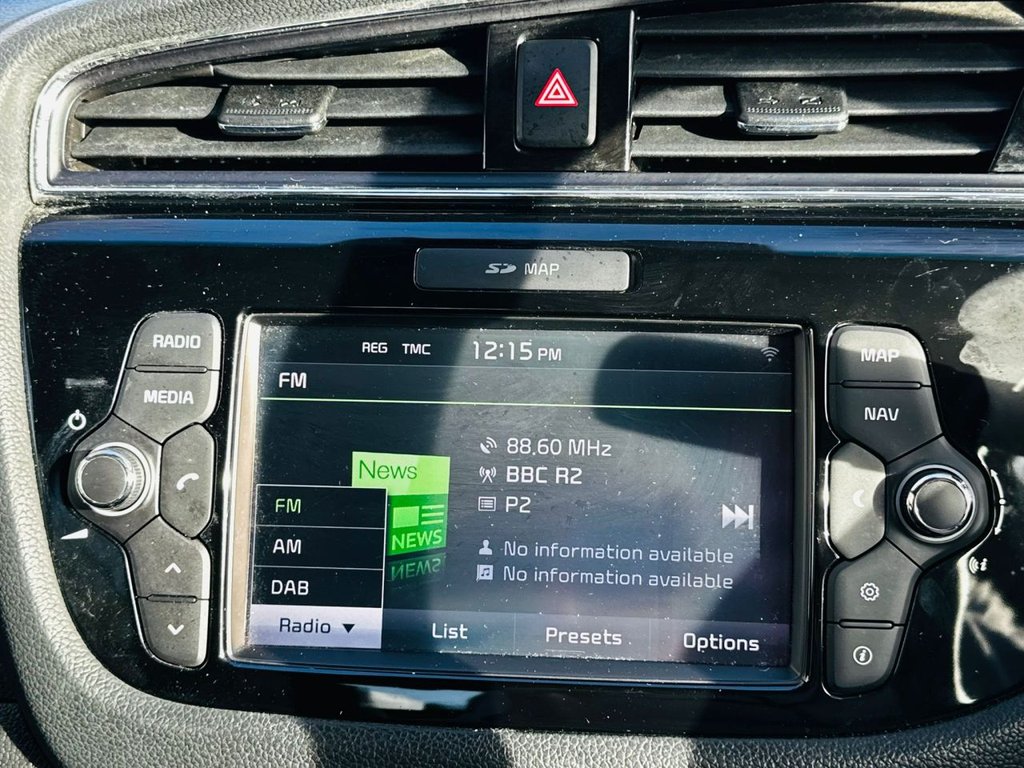 SD MAP
RADIO
MEDIA
MAP
NAV
REG TMC 12:15 PM
FM
88.60 MHz
BBC R2
P2
No information available
No information available
News
NEWS
NEWS
FM
AM
DAB
Radio ▼
List
Presets
Options
i
i